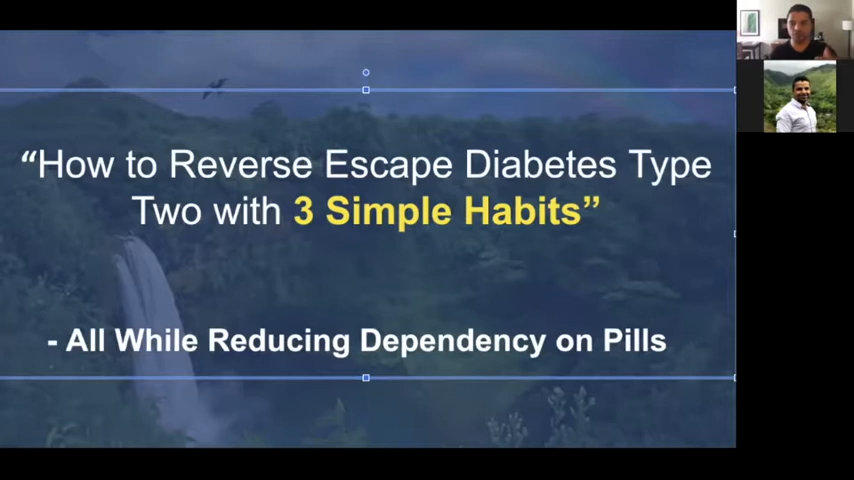 “How to Reverse Escape Diabetes Type
Two with 3 Simple Habits”
- All While Reducing Dependency on Pills